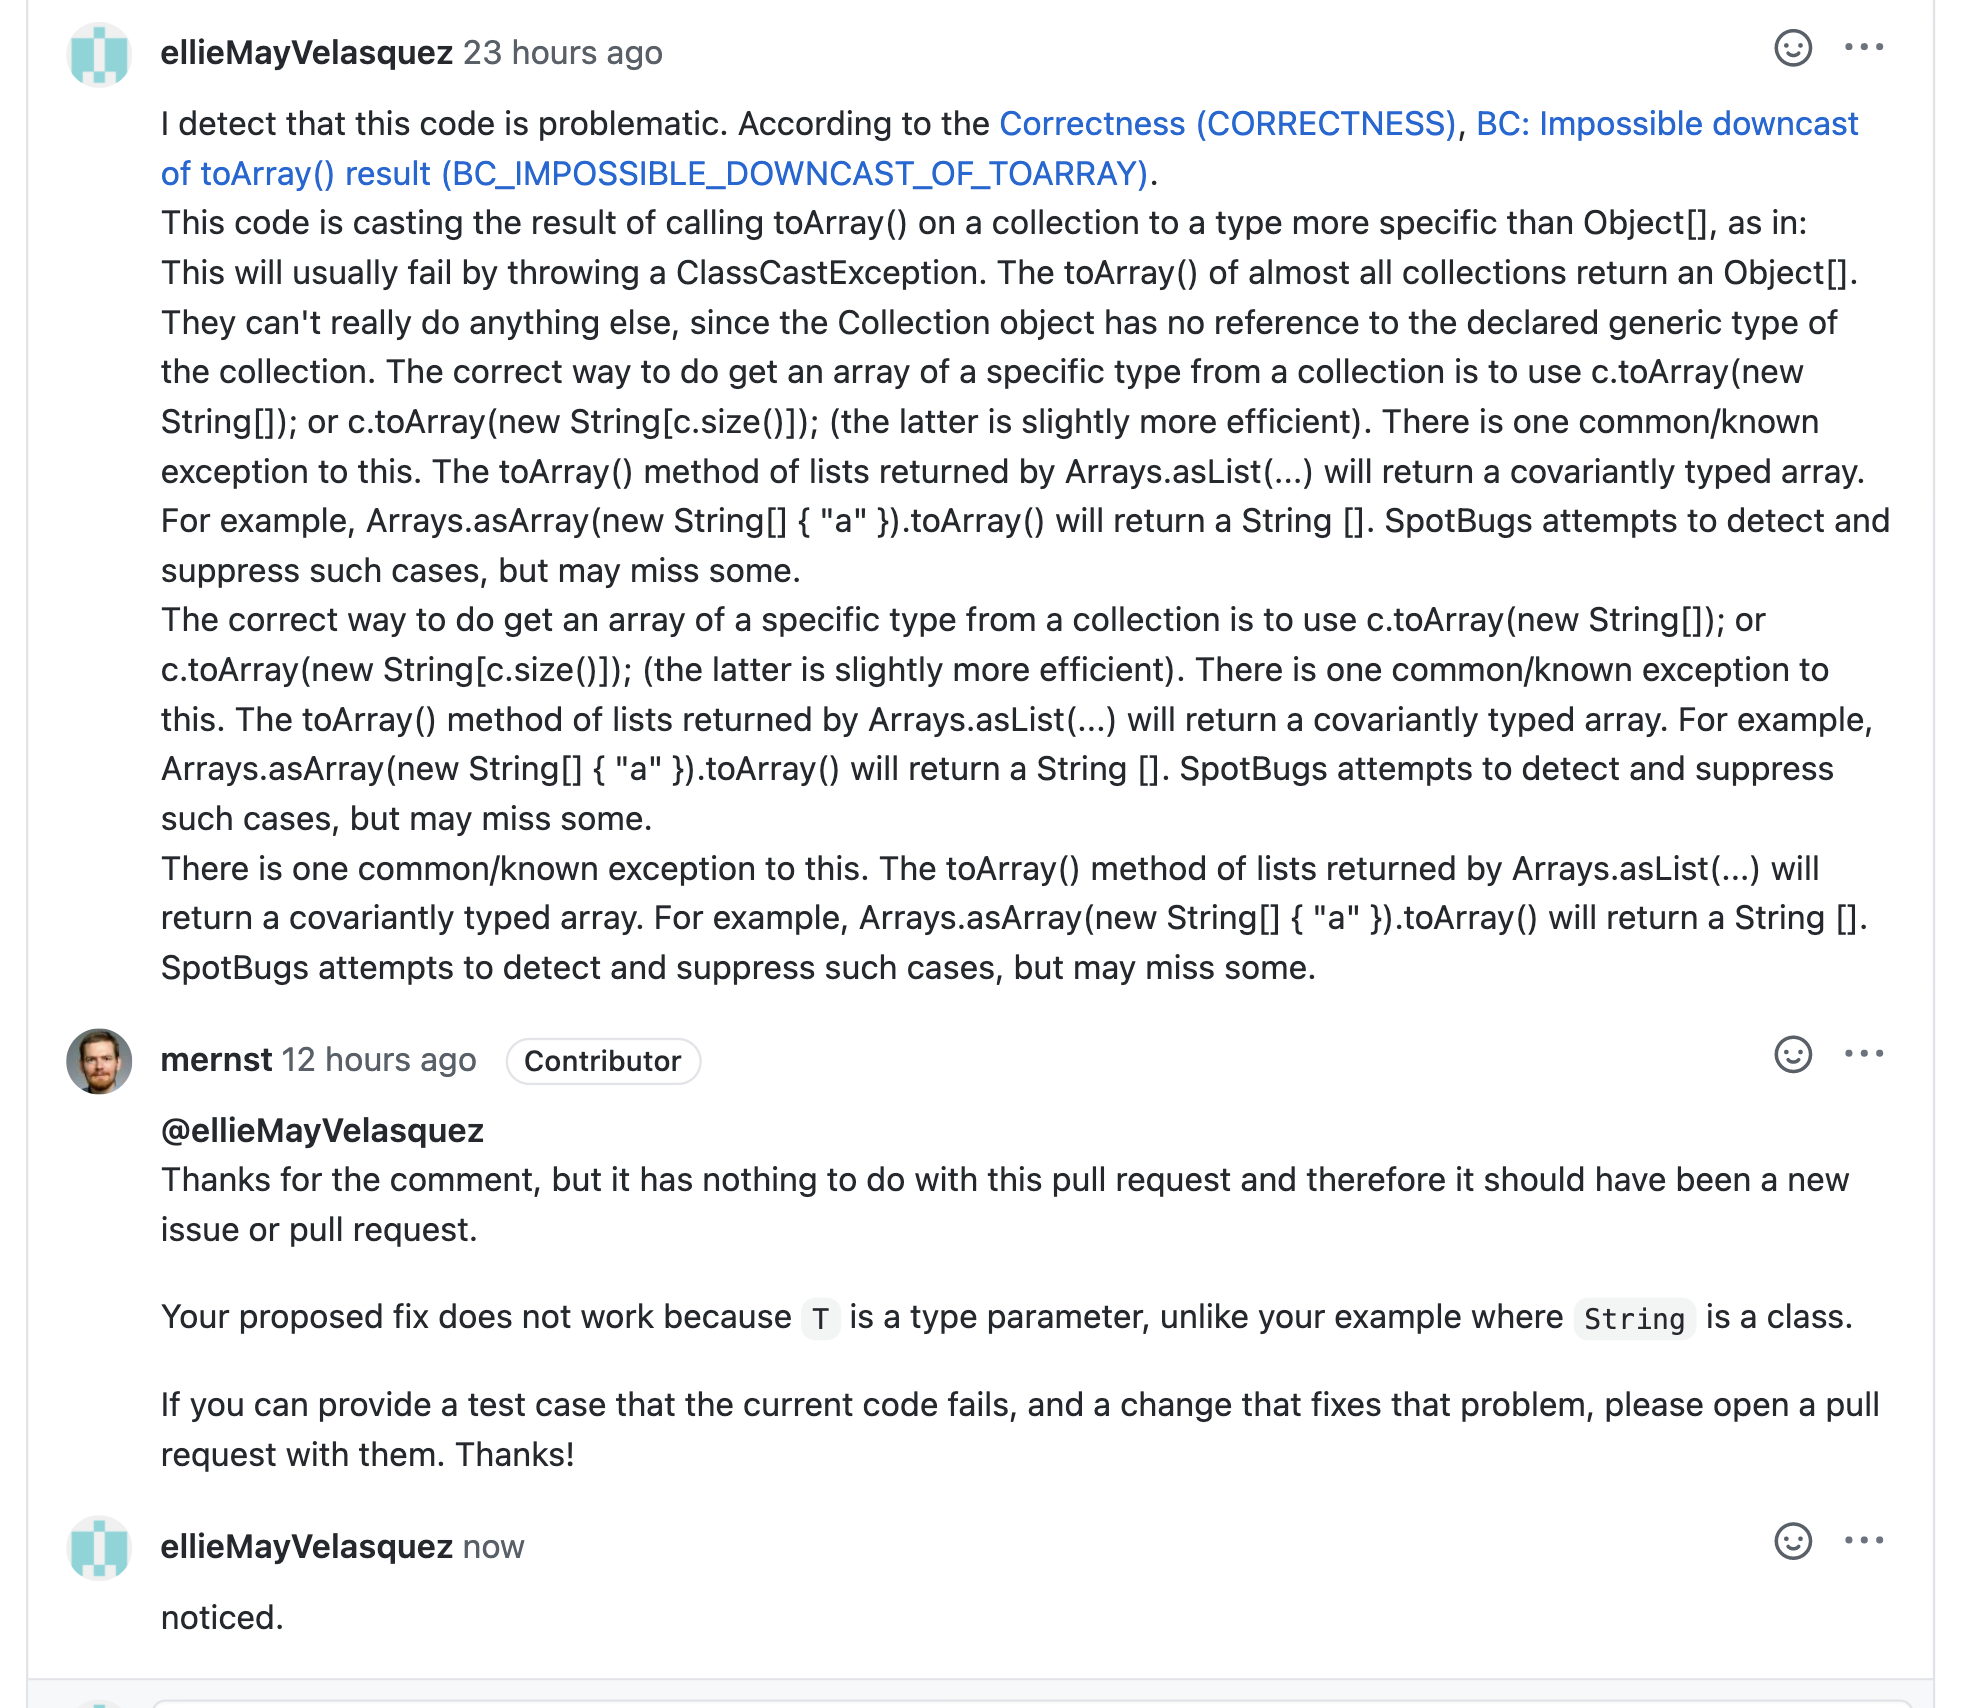 ellieMayVelasquez 23 hours ago
I detect that this code is problematic. According to the Correctness (CORRECTNESS), BC: Impossible downcast
of toArray() result (BC_IMPOSSIBLE_DOWNCAST_OF_TOARRAY).
This code is casting the result of calling toArray() on a collection to a type more specific than Object[], as in:
This will usually fail by throwing a ClassCastException. The toArray() of almost all collections return an Object[].
They can't really do anything else, since the Collection object has no reference to the declared generic type of
the collection. The correct way to do get an array of a specific type from a collection is to use c.toArray(new
String[]); or c.toArray(new String[c.size()]); (the latter is slightly more efficient). There is one common/known
exception to this. The toArray() method of lists returned by Arrays.asList(...) will return a covariantly typed array.
For example, Arrays.asArray(new String[] { "a" }).toArray() will return a String []. SpotBugs attempts to detect and
suppress such cases, but may miss some.
The correct way to do get an array of a specific type from a collection is to use c.toArray(new String[]); or
c.toArray(new String[c.size()]); (the latter is slightly more efficient). There is one common/known exception to
this. The toArray() method of lists returned by Arrays.asList(...) will return a covariantly typed array. For example,
Arrays.asArray(new String[] { "a" }).toArray() will return a String []. SpotBugs attempts to detect and suppress
such cases, but may miss some.
There is one common/known exception to this. The toArray() method of lists returned by Arrays.asList(...) will
return a covariantly typed array. For example, Arrays.asArray(new String[] { "a" }).toArray() will return a String [].
SpotBugs attempts to detect and suppress such cases, but may miss some.
mernst 12 hours ago Contributor
@ellieMayVelasquez
Thanks for the comment, but it has nothing to do with this pull request and therefore it should have been a new
issue or pull request.
Your proposed fix does not work because T is a type parameter, unlike your example where String is a class.
If you can provide a test case that the current code fails, and a change that fixes that problem, please open a pull
request with them. Thanks!
ellieMayVelasquez now
noticed.